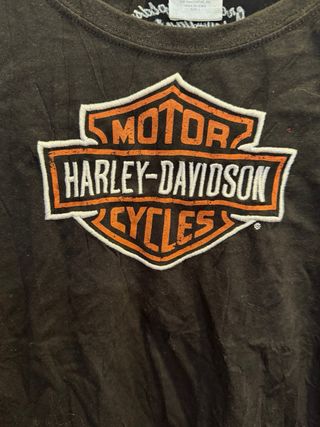 MOTOR
HARLEY-DAVIDSON
CYCLES
®